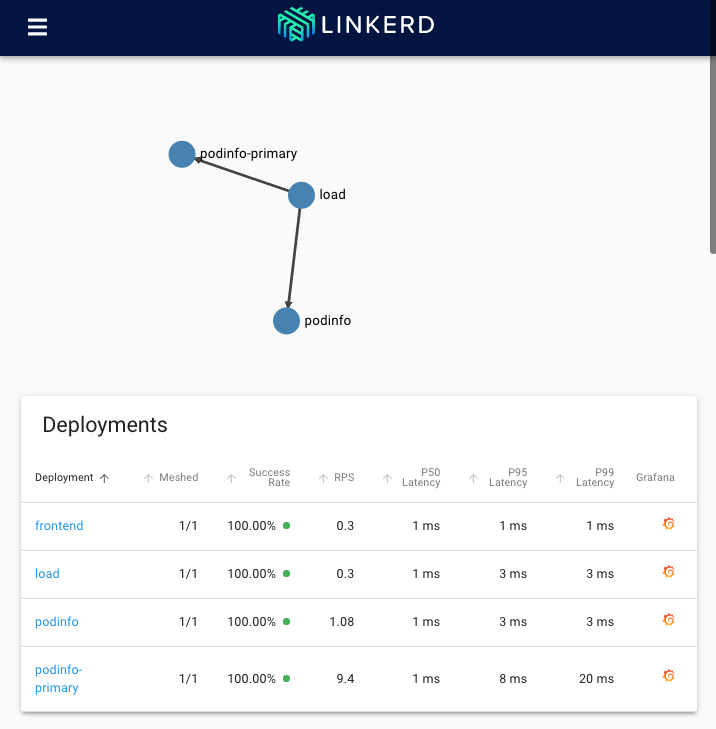 LINKERD
podinfo-primary
load
podinfo
Deployments
Deployment Meshed Success Rate RPS P50 Latency P95 Latency P99 Latency Grafana
frontend 1/1 100.00% 0.3 1 ms 1 ms 1 ms
load 1/1 100.00% 0.3 1 ms 3 ms 3 ms
podinfo 1/1 100.00% 1.08 1 ms 3 ms 3 ms
podinfo-
primary 1/1 100.00% 9.4 1 ms 8 ms 20 ms